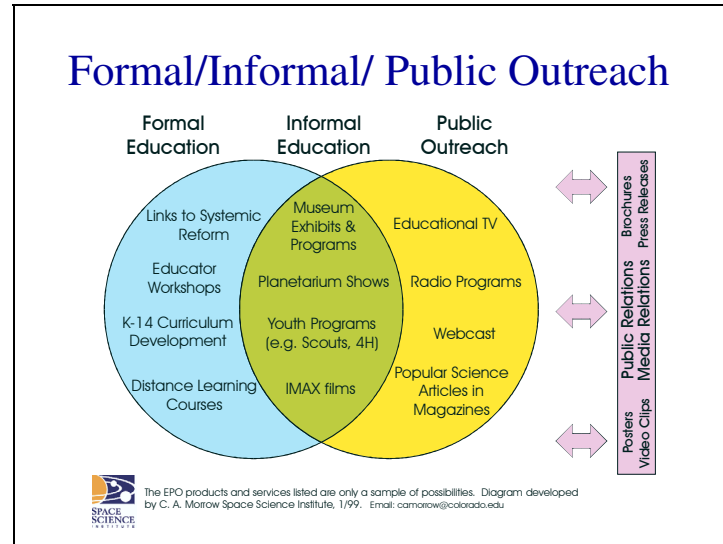 Formal/Informal/ Public Outreach
Formal
Education
Informal
Education
Public
Outreach
Links to Systemic
Reform
Educator
Workshops
K-14 Curriculum
Development
Distance Learning
Courses
Museum
Exhibits &
Programs
Planetarium Shows
Youth Programs
(e.g. Scouts, 4H)
IMAX films
Educational TV
Radio Programs
Webcast
Popular Science
Articles in
Magazines
Brochures
Press Releases
Public Relations
Media Relations
Posters
Video Clips
SPACE
SCIENCE
INSTITUTE
The EPO products and services listed are only a sample of possibilities. Diagram developed
by C. A. Morrow Space Science Institute, 1/99. Email: camorrow@colorado.edu